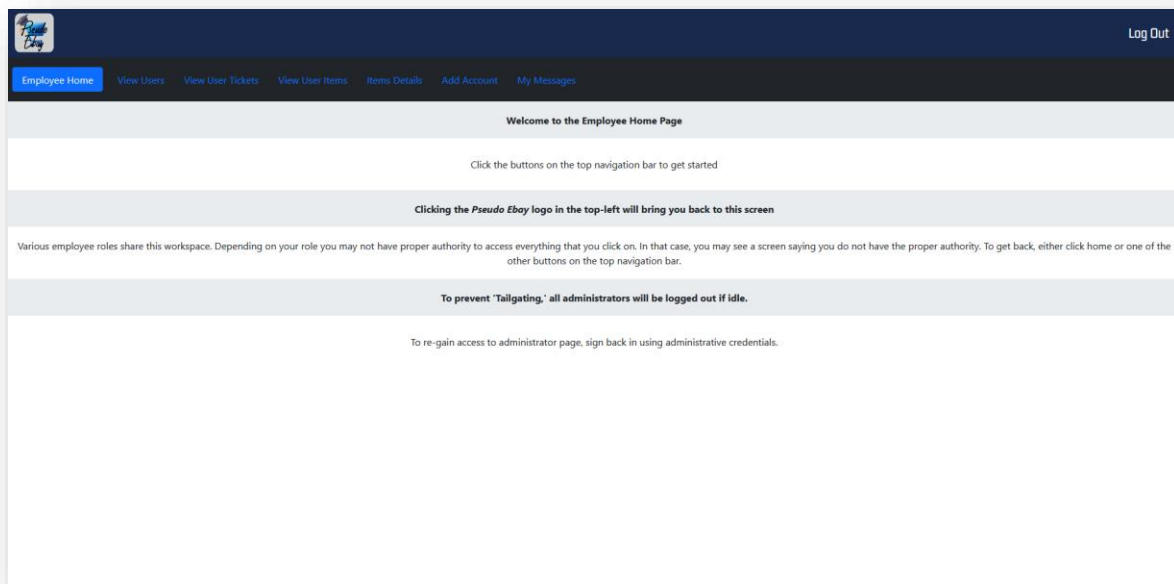 Pseudo
Ebay
Log Out
Employee Home View Users View User Tickets View User Items Items Details Add Account My Messages
Welcome to the Employee Home Page
Click the buttons on the top navigation bar to get started
Clicking the Pseudo Ebay logo in the top-left will bring you back to this screen
Various employee roles share this workspace. Depending on your role you may not have proper authority to access everything that you click on. In that case, you may see a screen saying you do not have the proper authority. To get back, either click home or one of the
other buttons on the top navigation bar.
To prevent 'Tailgating,' all administrators will be logged out if idle.
To re-gain access to administrator page, sign back in using administrative credentials.